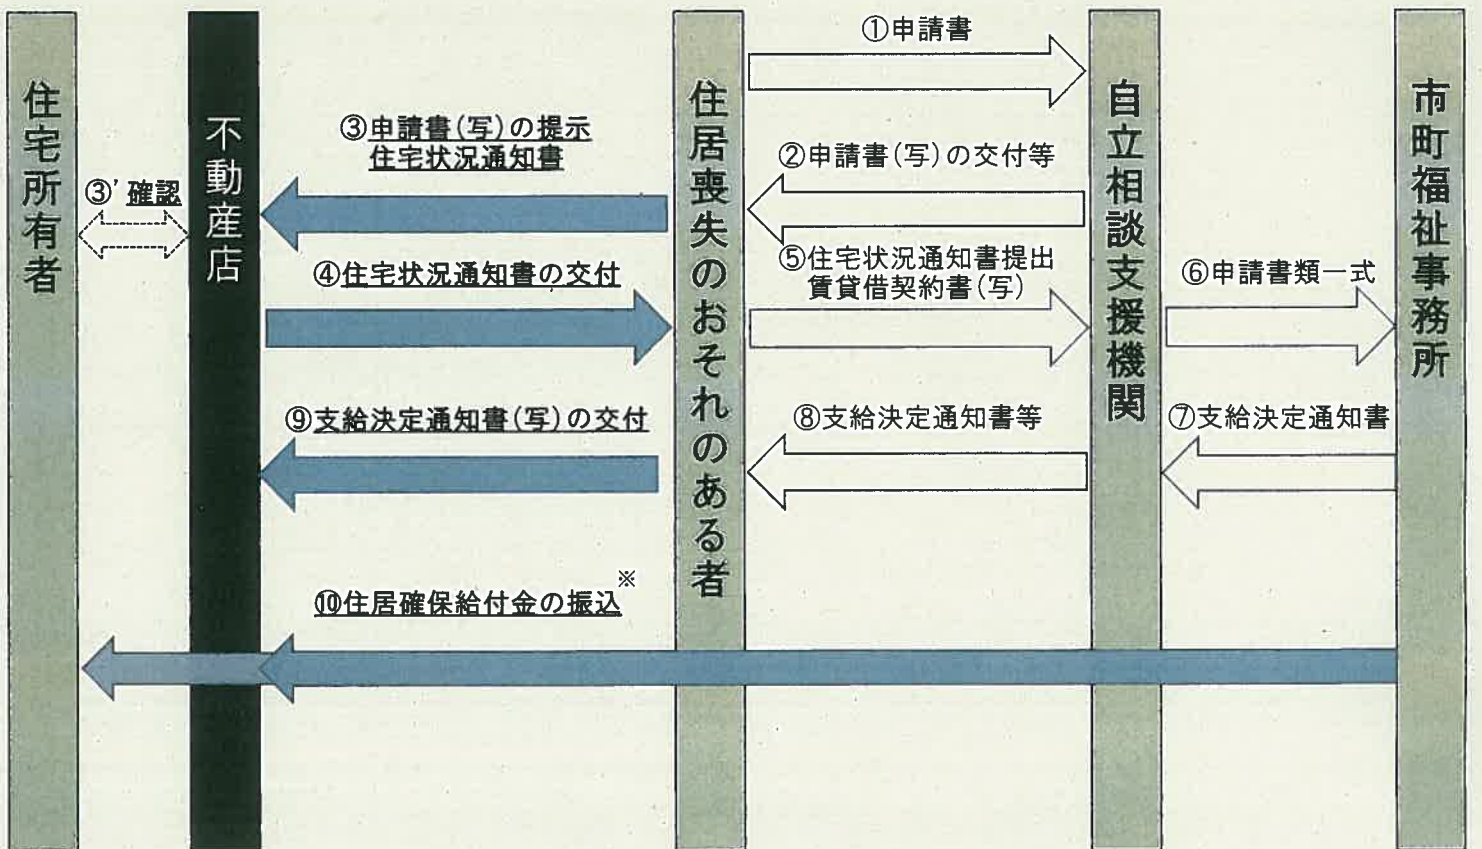 住宅所有者
不動産店
住居喪失のおそれのある者
自立相談支援機関
市町福祉事務所
①申請書
②申請書(写)の交付等
③申請書(写)の提示
住宅状況通知書
③’確認
④住宅状況通知書の交付
⑤住宅状況通知書提出
賃貸借契約書(写)
⑥申請書類一式
⑦支給決定通知書
⑧支給決定通知書等
⑨支給決定通知書(写)の交付
⑩住居確保給付金の振込※